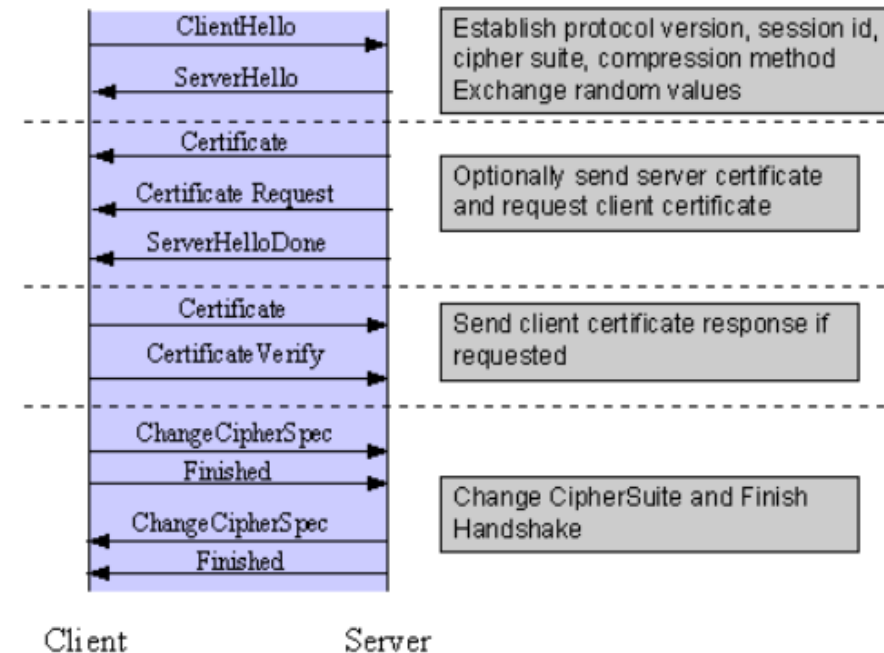 ClientHello
ServerHello
Establish protocol version, session id,
cipher suite, compression method
Exchange random values
Certificate
Certificate Request
ServerHelloDone
Optionally send server certificate
and request client certificate
Certificate
CertificateVerify
Send client certificate response if
requested
ChangeCipherSpec
Finished
ChangeCipherSpec
Finished
Change CipherSuite and Finish
Handshake
Client
Server